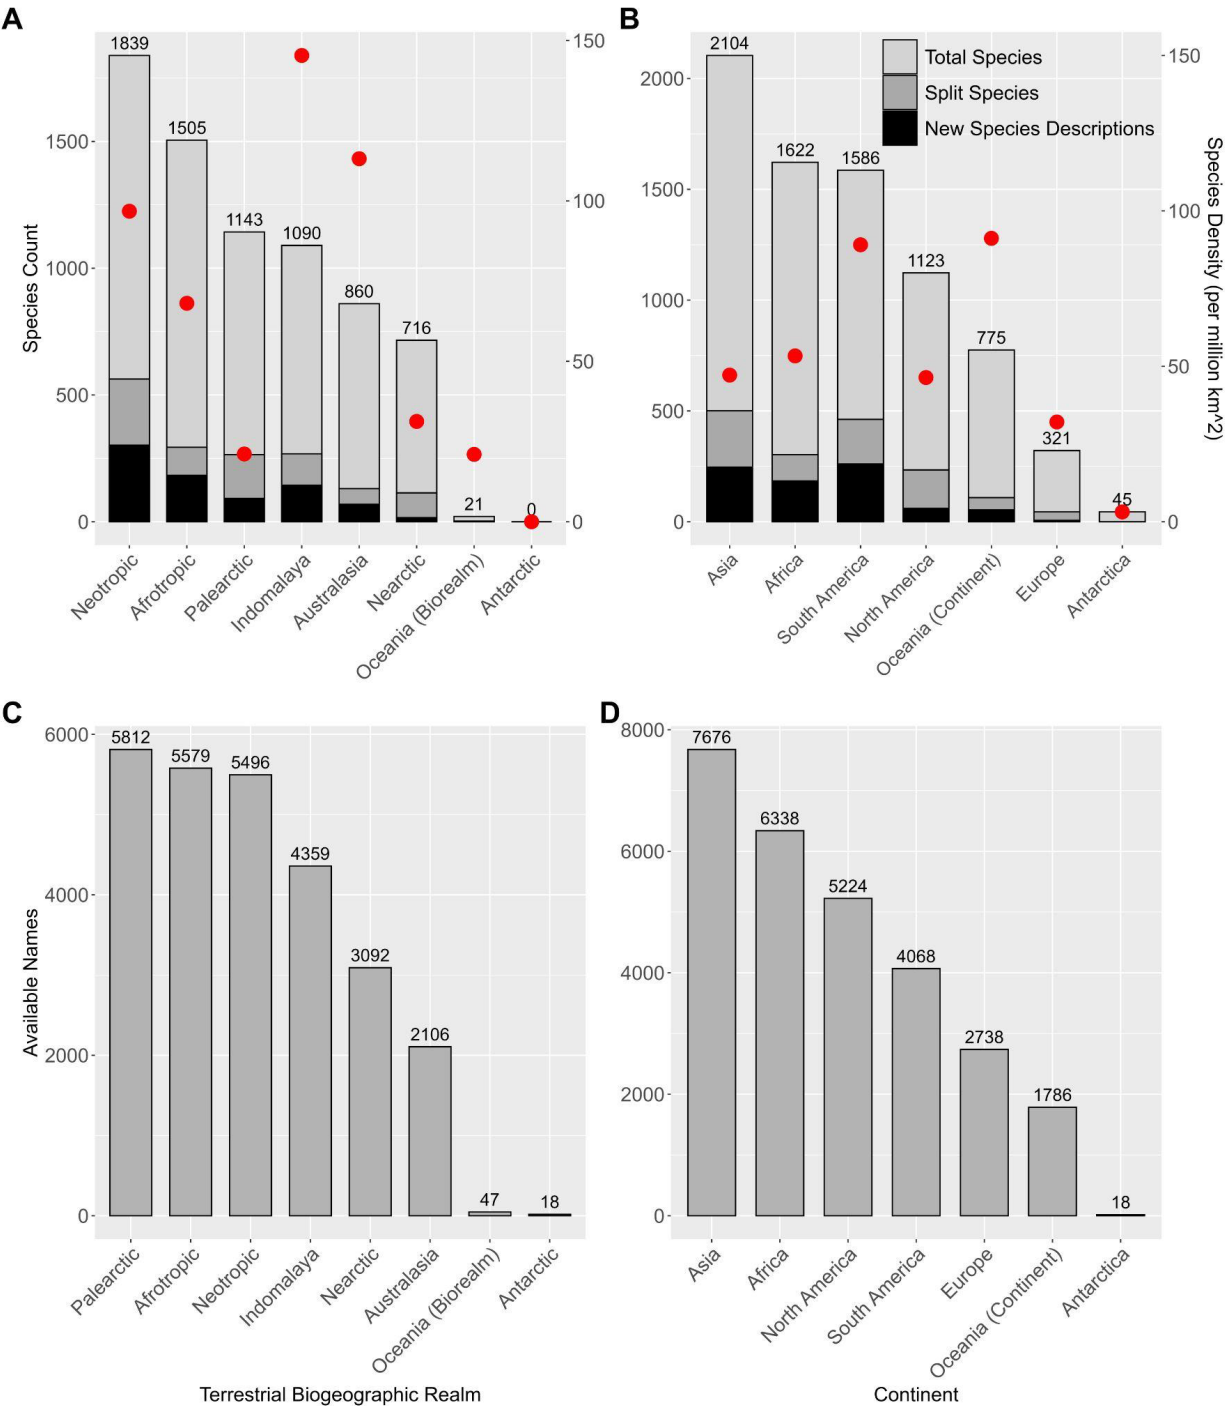 A
1839
1505
1143
1090
860
716
21
0
Species Count
0
500
1000
1500
0
50
100
150
Neotropic
Afrotropic
Palearctic
Indomalaya
Australasia
Nearctic
Oceania (Biorealm)
Antarctic
B
2104
1622
1586
1123
775
321
45
Total Species
Split Species
New Species Descriptions
0
500
1000
1500
2000
0
50
100
150
Species Density (per million km^2)
Asia
Africa
South America
North America
Oceania (Continent)
Europe
Antarctica
C
5812
5579
5496
4359
3092
2106
47
18
Available Names
0
2000
4000
6000
Palearctic
Afrotropic
Neotropic
Indomalaya
Nearctic
Australasia
Oceania (Biorealm)
Antarctic
Terrestrial Biogeographic Realm
D
7676
6338
5224
4068
2738
1786
18
0
2000
4000
6000
8000
Asia
Africa
North America
South America
Europe
Oceania (Continent)
Antarctica
Continent